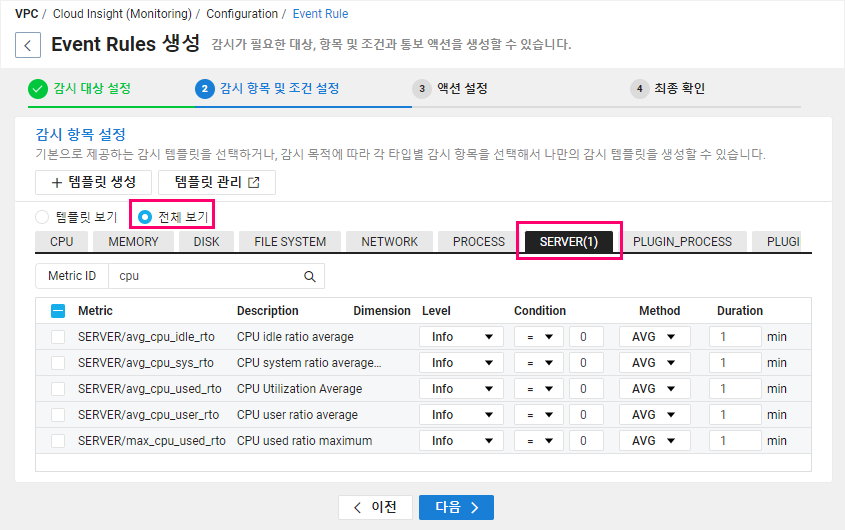 VPC / Cloud Insight (Monitoring) / Configuration / Event Rule
Event Rules 생성 감시가 필요한 대상, 항목 및 조건과 통보 액션을 생성할 수 있습니다.
감시 대상 설정 2 감시 항목 및 조건 설정 3 액션 설정 4 최종 확인
감시 항목 설정
기본으로 제공하는 감시 템플릿을 선택하거나, 감시 목적에 따라 각 타입별 감시 항목을 선택해서 나만의 감시 템플릿을 생성할 수 있습니다.
+ 템플릿 생성 템플릿 관리
템플릿 보기 전체 보기
CPU MEMORY DISK FILE SYSTEM NETWORK PROCESS SERVER(1) PLUGIN_PROCESS PLUGI
Metric ID cpu
Metric Description Dimension Level Condition Method Duration
SERVER/avg_cpu_idle_rto CPU idle ratio average Info = 0 AVG 1 min
SERVER/avg_cpu_sys_rto CPU system ratio average... Info = 0 AVG 1 min
SERVER/avg_cpu_used_rto CPU Utilization Average Info = 0 AVG 1 min
SERVER/avg_cpu_user_rto CPU user ratio average Info = 0 AVG 1 min
SERVER/max_cpu_used_rto CPU used ratio maximum Info = 0 AVG 1 min
< 이전 다음 >